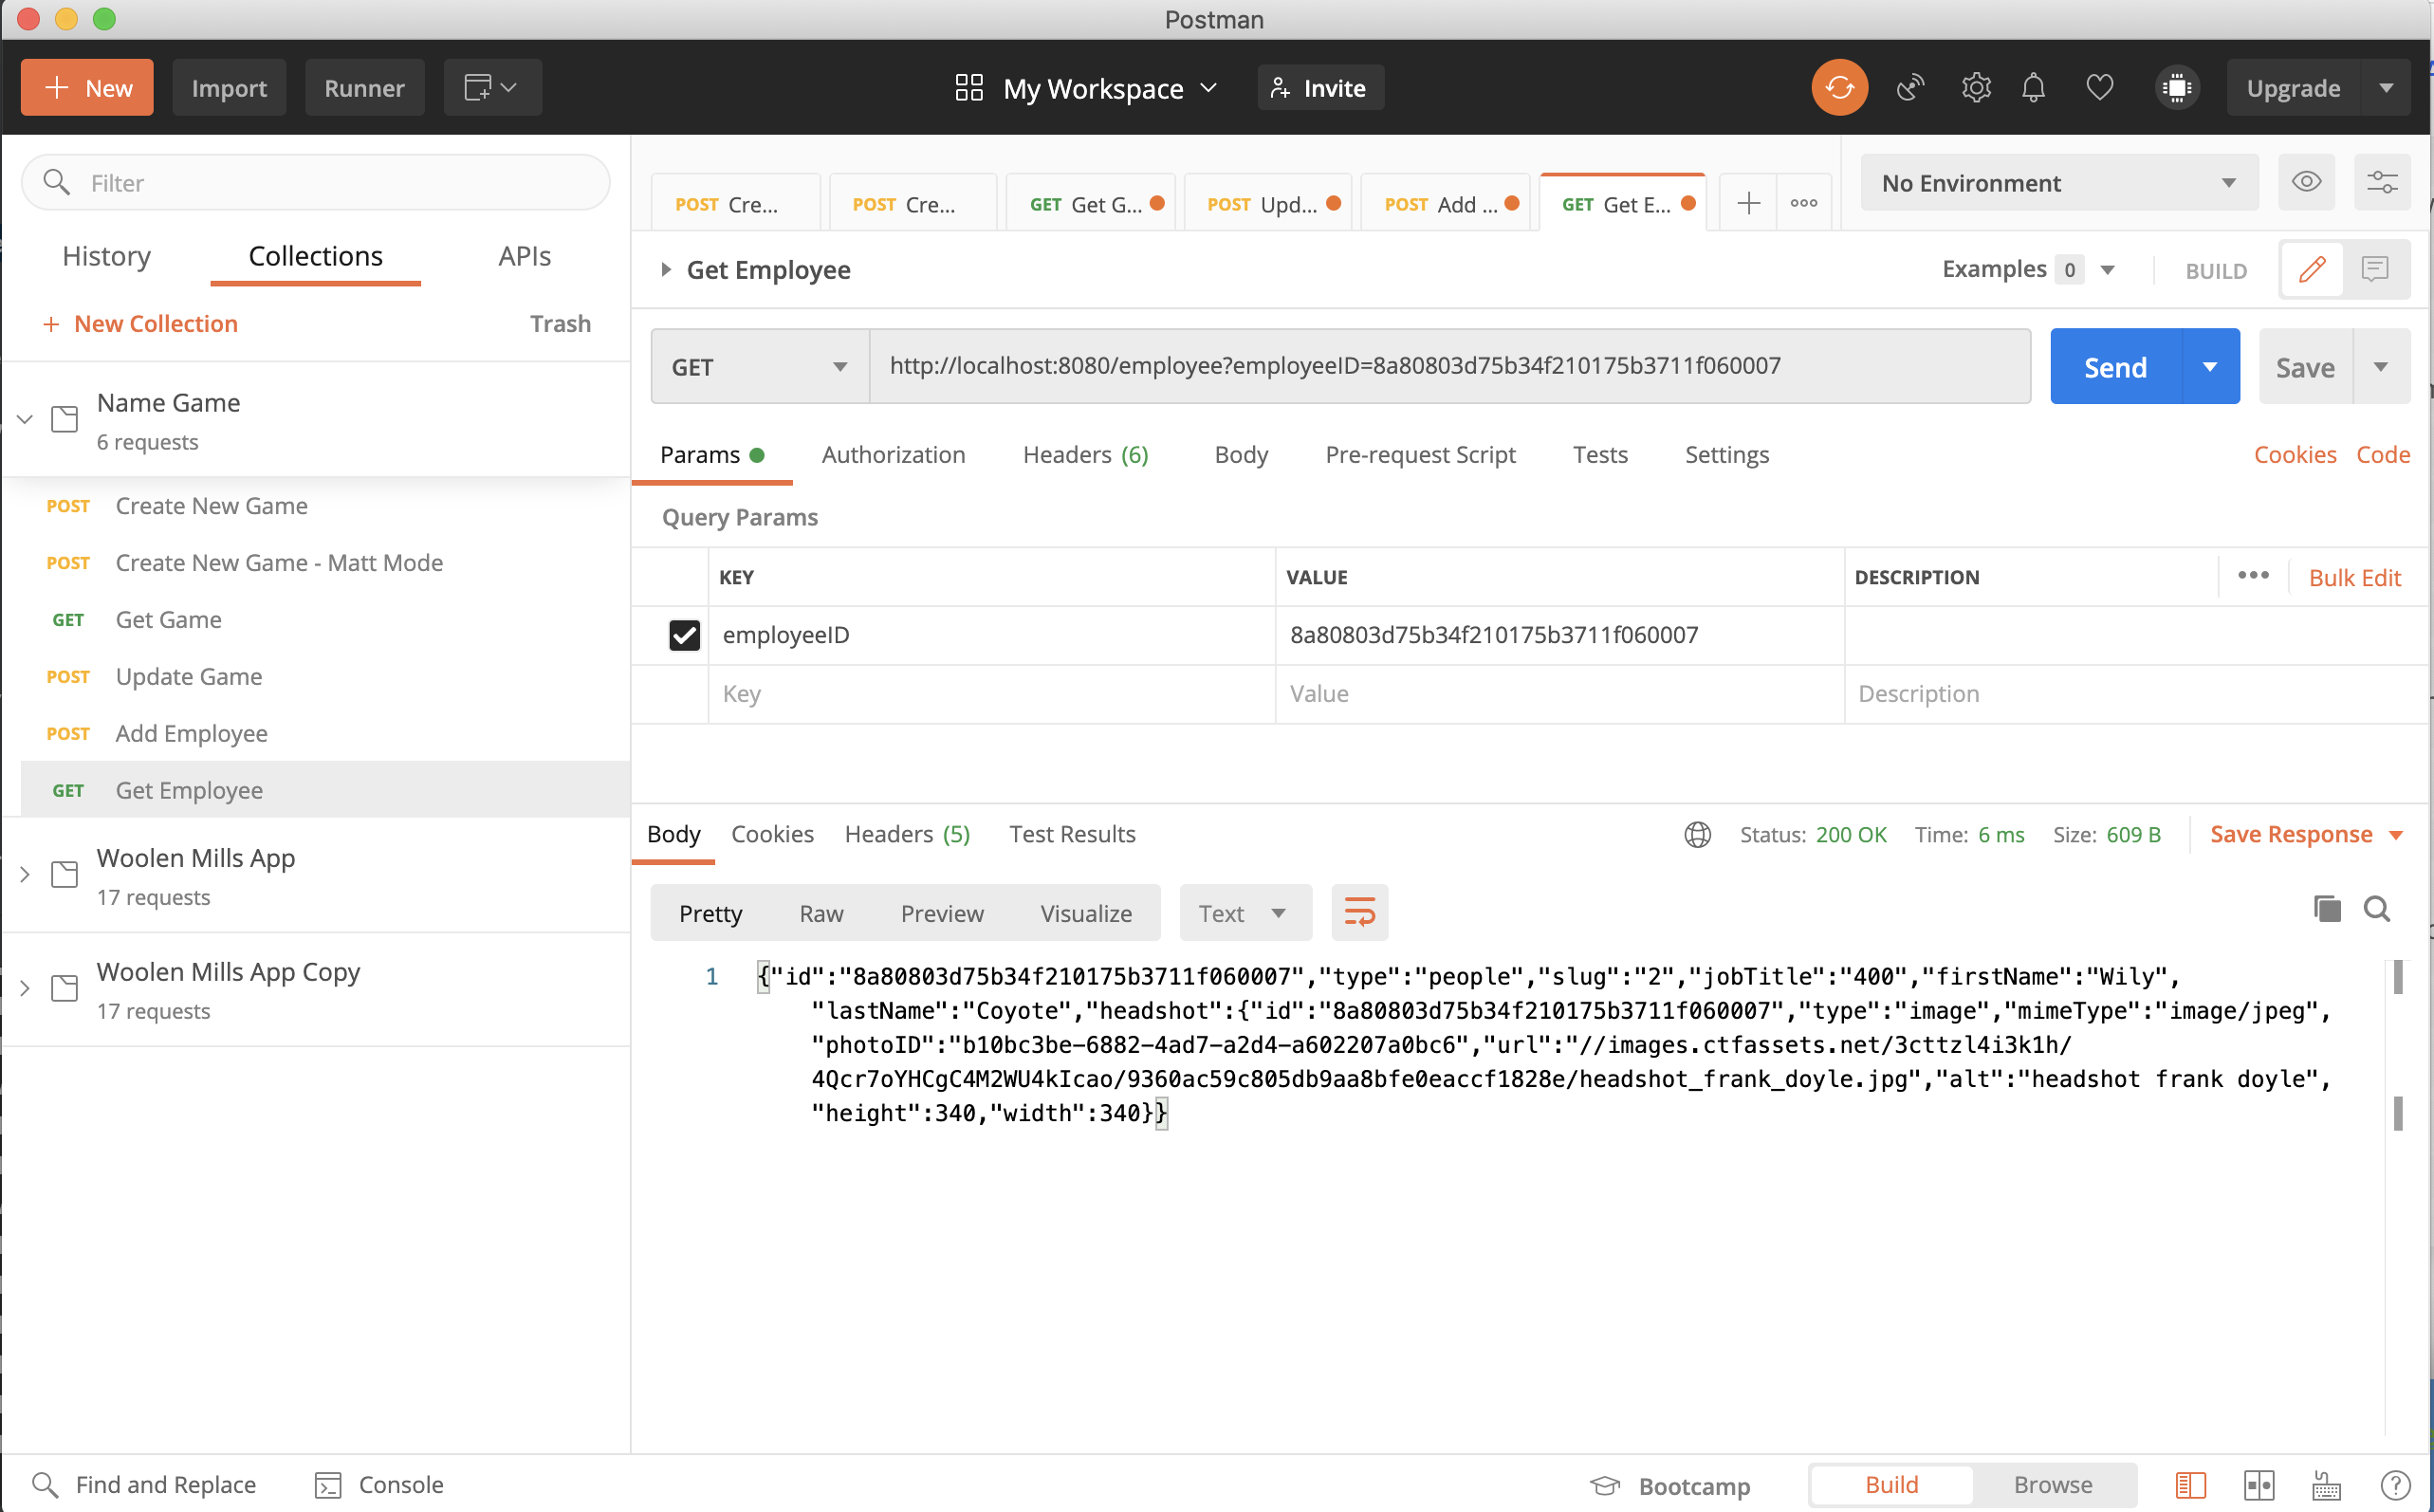 Postman
New
Import
Runner
My Workspace
Invite
Upgrade
Filter
History
Collections
APIs
+ New Collection
Trash
Name Game
6 requests
POST Create New Game
POST Create New Game - Matt Mode
GET Get Game
POST Update Game
POST Add Employee
GET Get Employee
Woolen Mills App
17 requests
Woolen Mills App Copy
17 requests
POST Cre...
POST Cre...
GET Get G...
POST Upd...
POST Add ...
GET Get E...
No Environment
Get Employee
Examples 0
BUILD
GET
http://localhost:8080/employee?employeeID=8a80803d75b34f210175b3711f060007
Send
Save
Params
Authorization
Headers (6)
Body
Pre-request Script
Tests
Settings
Cookies
Code
Query Params
KEY
VALUE
DESCRIPTION
Bulk Edit
employeeID
8a80803d75b34f210175b3711f060007
Key
Value
Description
Body
Cookies
Headers (5)
Test Results
Status: 200 OK
Time: 6 ms
Size: 609 B
Save Response
Pretty
Raw
Preview
Visualize
Text
1
{"id":"8a80803d75b34f210175b3711f060007","type":"people","slug":"2","jobTitle":"400","firstName":"Wily",
"lastName":"Coyote","headshot":{"id":"8a80803d75b34f210175b3711f060007","type":"image","mimeType":"image/jpeg",
"photoID":"b10bc3be-6882-4ad7-a2d4-a602207a0bc6","url":"//images.ctfassets.net/3cttzl4i3k1h/
4Qcr7oYHCgC4M2WU4kIcao/9360ac59c805db9aa8bfe0eaccf1828e/headshot_frank_doyle.jpg","alt":"headshot frank doyle",
"height":340,"width":340}}
Find and Replace
Console
Bootcamp
Build
Browse